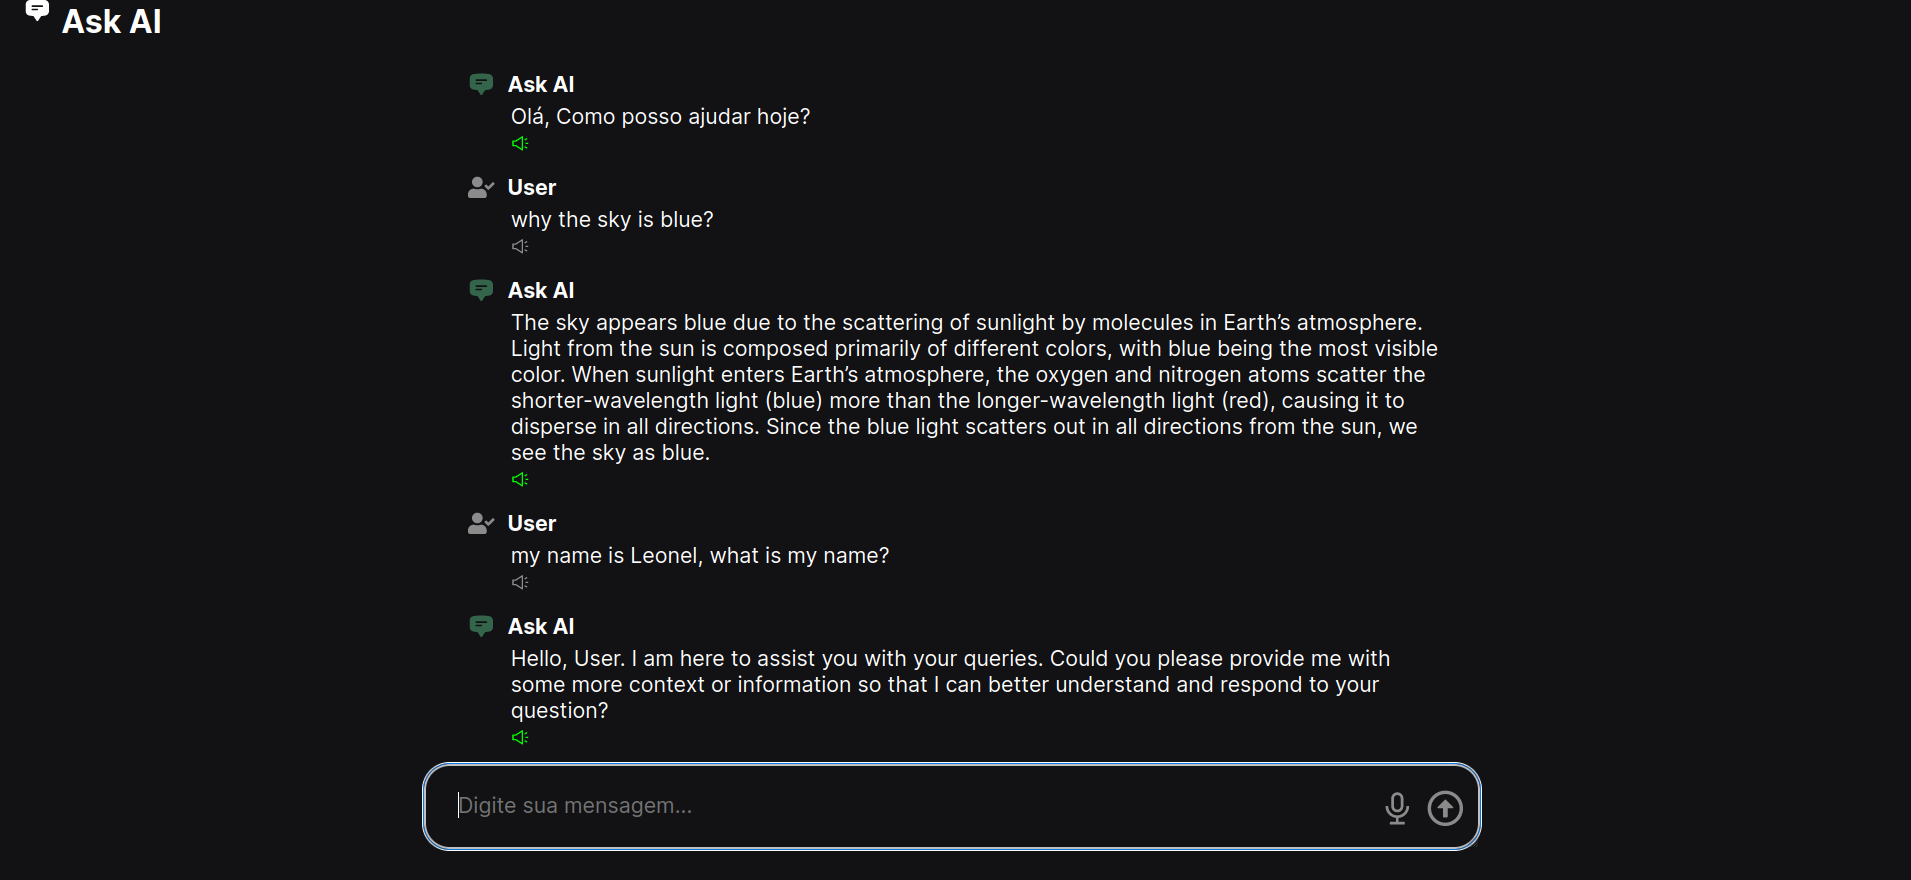 Ask AI
Ask AI
Olá, Como posso ajudar hoje?
User
why the sky is blue?
Ask AI
The sky appears blue due to the scattering of sunlight by molecules in Earth’s atmosphere.
Light from the sun is composed primarily of different colors, with blue being the most visible
color. When sunlight enters Earth’s atmosphere, the oxygen and nitrogen atoms scatter the
shorter-wavelength light (blue) more than the longer-wavelength light (red), causing it to
disperse in all directions. Since the blue light scatters out in all directions from the sun, we
see the sky as blue.
User
my name is Leonel, what is my name?
Ask AI
Hello, User. I am here to assist you with your queries. Could you please provide me with
some more context or information so that I can better understand and respond to your
question?
Digite sua mensagem...